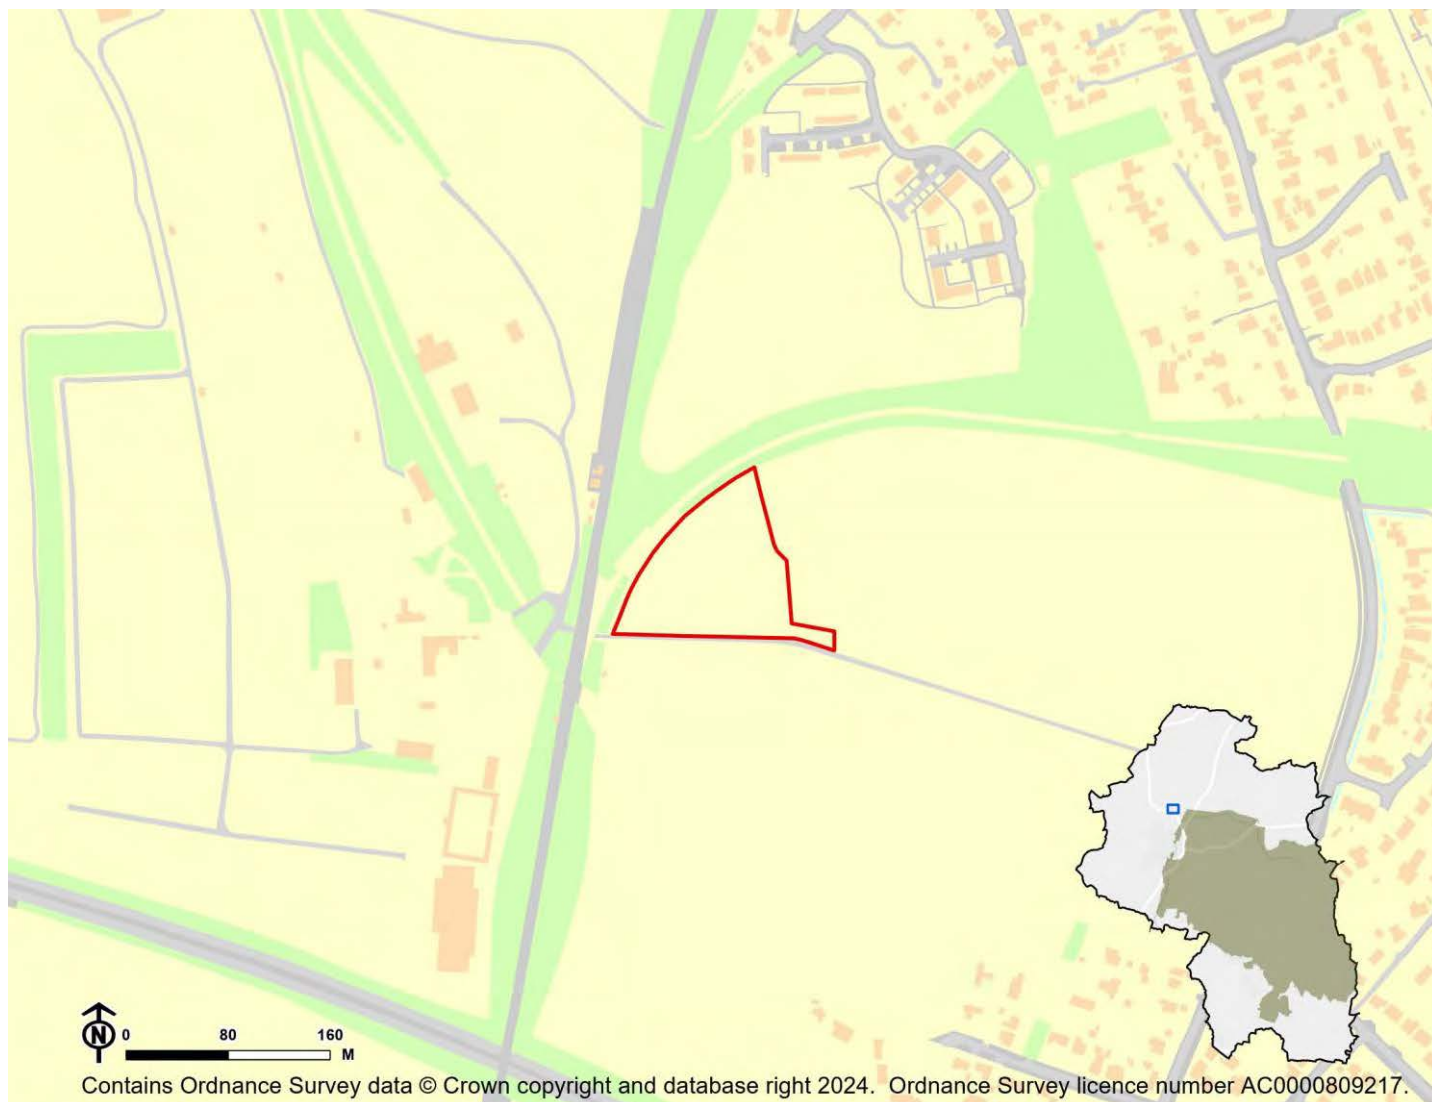 N
0 80 160
M
Contains Ordnance Survey data © Crown copyright and database right 2024. Ordnance Survey licence number AC0000809217.